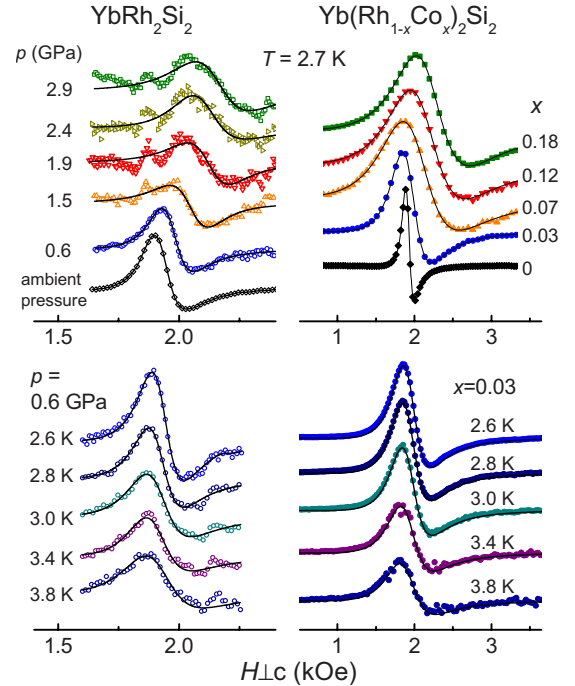 YbRh₂Si₂
Yb(Rh₁₋ₓCoₓ)₂Si₂
p (GPa)
T = 2.7 K
2.9
2.4
1.9
1.5
0.6
ambient
pressure
x
0.18
0.12
0.07
0.03
0
1.5 2.0
1 2 3
p =
0.6 GPa
2.6 K
2.8 K
3.0 K
3.4 K
3.8 K
x=0.03
2.6 K
2.8 K
3.0 K
3.4 K
3.8 K
1.5 2.0
1 2 3
H⊥c (kOe)